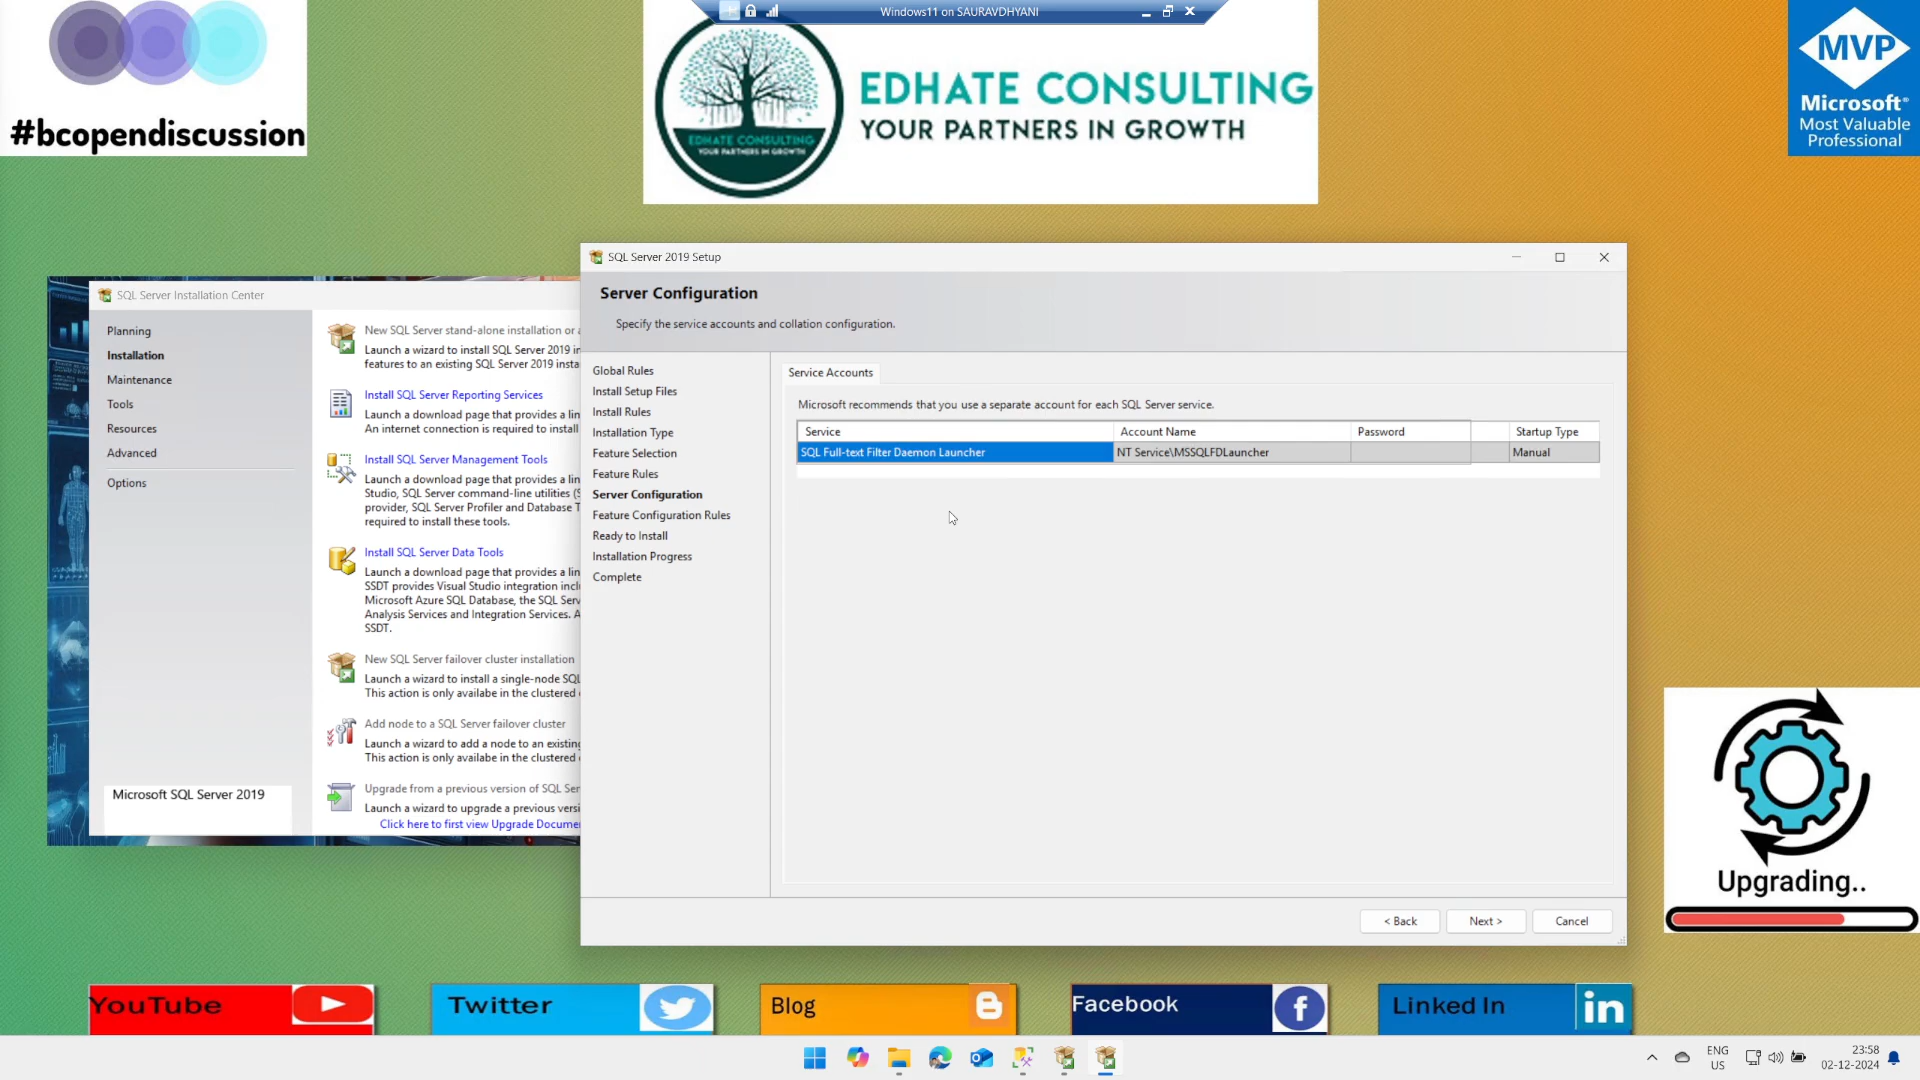 Windows11 on SAURAVDHYANI
#bcopendiscussion
EDHATE CONSULTING
YOUR PARTNERS IN GROWTH
EDHATE CONSULTING
YOUR PARTNERS IN GROWTH
MVP
Microsoft®
Most Valuable
Professional
SQL Server Installation Center
Planning
Installation
Maintenance
Tools
Resources
Advanced
Options
Microsoft SQL Server 2019
New SQL Server stand-alone installation or a
Launch a wizard to install SQL Server 2019 in
features to an existing SQL Server 2019 insta
Install SQL Server Reporting Services
Launch a download page that provides a lin
An internet connection is required to install
Install SQL Server Management Tools
Launch a download page that provides a lin
Studio, SQL Server command-line utilities (S
provider, SQL Server Profiler and Database T
required to install these tools.
Install SQL Server Data Tools
Launch a download page that provides a lin
SSDT provides Visual Studio integration incl
Microsoft Azure SQL Database, the SQL Serv
Analysis Services and Integration Services. A
SSDT.
New SQL Server failover cluster installation
Launch a wizard to install a single-node SQL
This action is only availabe in the clustered
Add node to a SQL Server failover cluster
Launch a wizard to add a node to an existing
This action is only availabe in the clustered
Upgrade from a previous version of SQL Ser
Launch a wizard to upgrade a previous versi
Click here to first view Upgrade Documen
SQL Server 2019 Setup
Server Configuration
Specify the service accounts and collation configuration.
Global Rules
Install Setup Files
Install Rules
Installation Type
Feature Selection
Feature Rules
Server Configuration
Feature Configuration Rules
Ready to Install
Installation Progress
Complete
Service Accounts
Microsoft recommends that you use a separate account for each SQL Server service.
Service Account Name Password Startup Type
SQL Full-text Filter Daemon Launcher NT Service\MSSQLFDLauncher Manual
< Back Next > Cancel
Upgrading..
YouTube
Twitter
Blog
Facebook
Linked In
in
ENG
US
23:58
02-12-2024